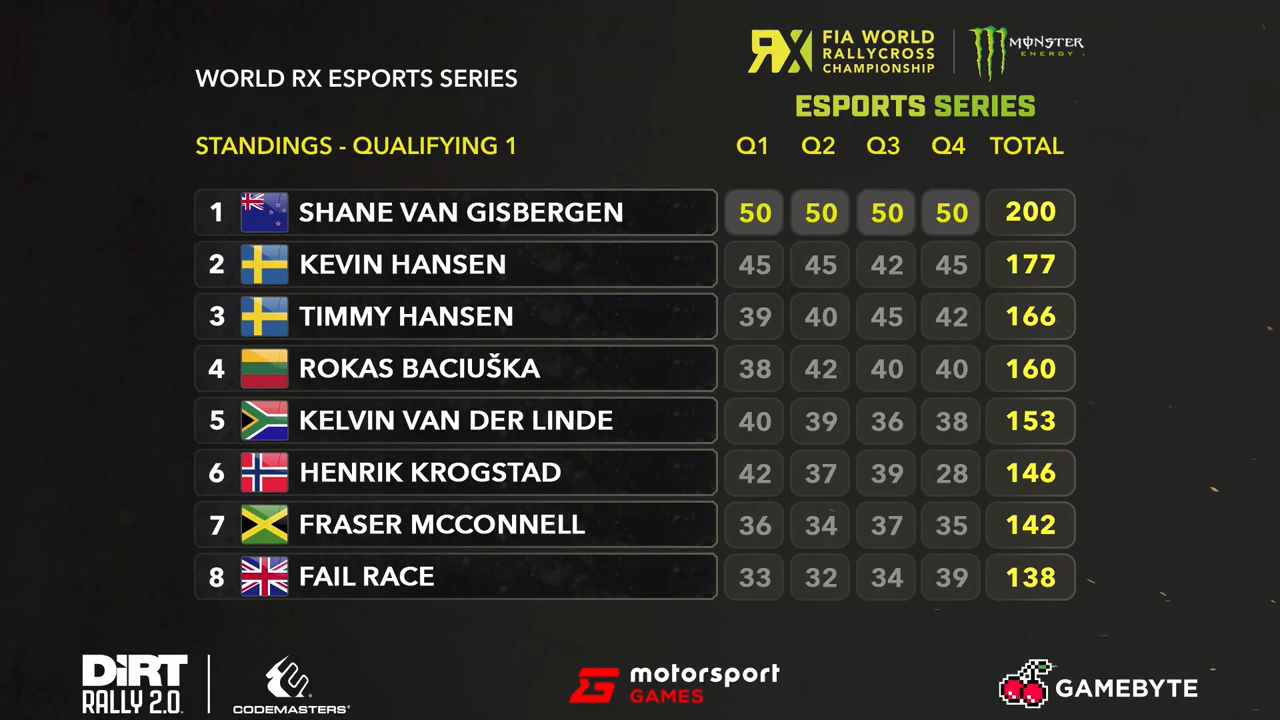 WORLD RX ESPORTS SERIES
RX FIA WORLD RALLYCROSS CHAMPIONSHIP
MONSTER ENERGY
ESPORTS SERIES
STANDINGS - QUALIFYING 1 Q1 Q2 Q3 Q4 TOTAL
1 SHANE VAN GISBERGEN 50 50 50 50 200
2 KEVIN HANSEN 45 45 42 45 177
3 TIMMY HANSEN 39 40 45 42 166
4 ROKAS BACIUŠKA 38 42 40 40 160
5 KELVIN VAN DER LINDE 40 39 36 38 153
6 HENRIK KROGSTAD 42 37 39 28 146
7 FRASER MCCONNELL 36 34 37 35 142
8 FAIL RACE 33 32 34 39 138
DiRT
RALLY 2.0
CODEMASTERS®
motorsport
GAMES
GAMEBYTE